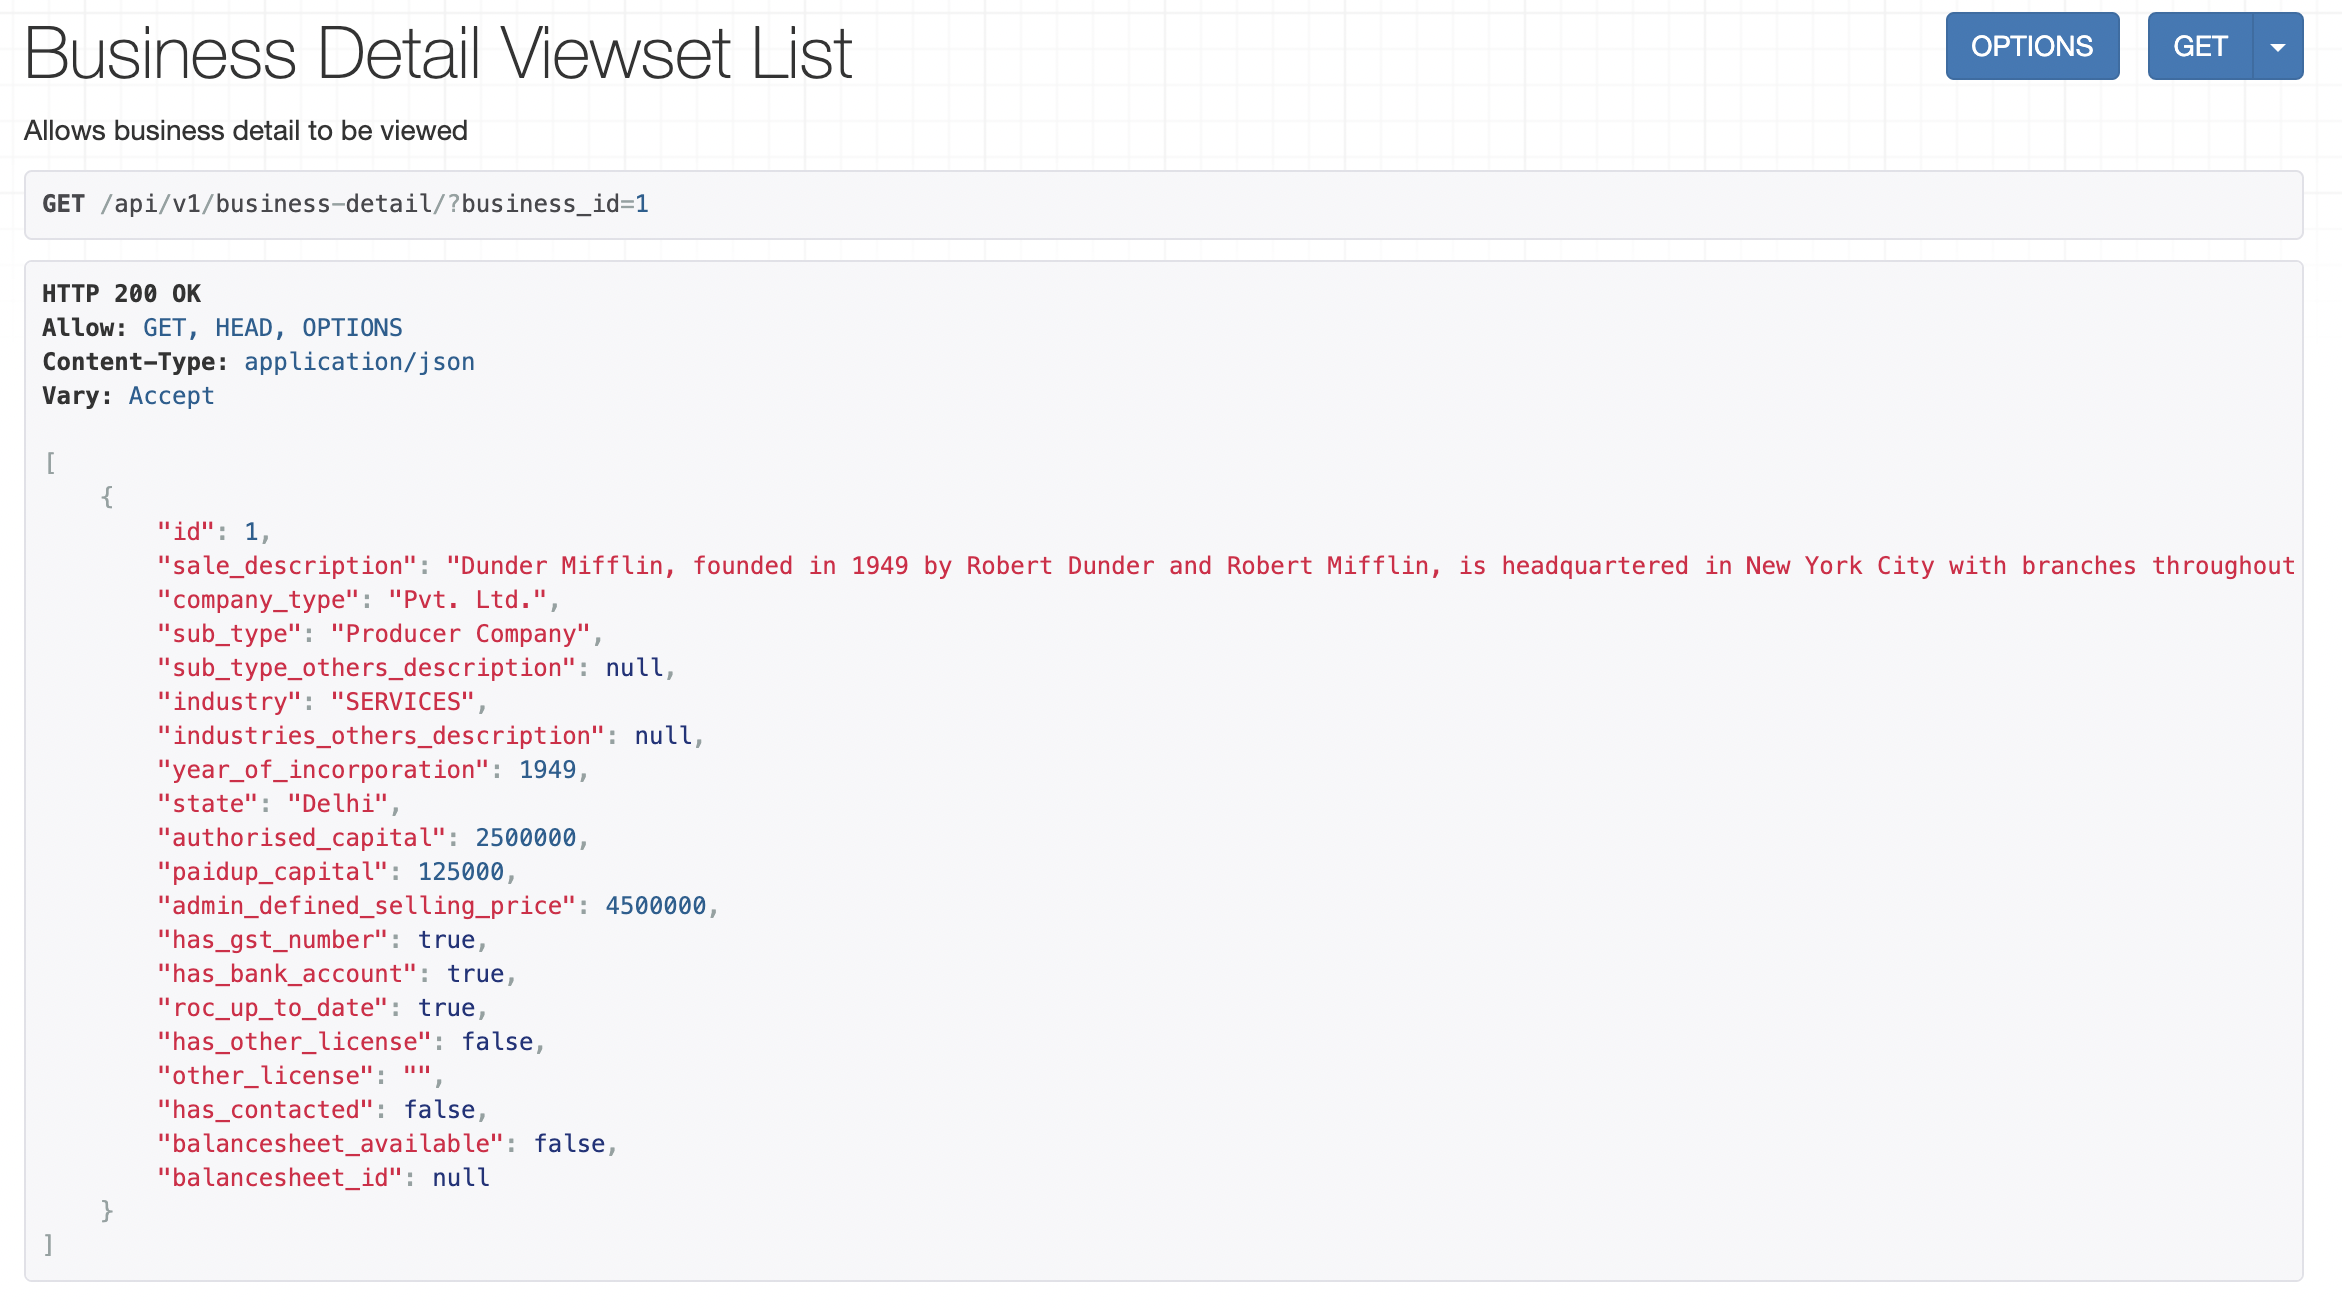 Business Detail Viewset List
OPTIONS
GET
Allows business detail to be viewed
GET /api/v1/business-detail/?business_id=1
HTTP 200 OK
Allow: GET, HEAD, OPTIONS
Content-Type: application/json
Vary: Accept
[
    {
        "id": 1,
        "sale_description": "Dunder Mifflin, founded in 1949 by Robert Dunder and Robert Mifflin, is headquartered in New York City with branches throughout
        "company_type": "Pvt. Ltd.",
        "sub_type": "Producer Company",
        "sub_type_others_description": null,
        "industry": "SERVICES",
        "industries_others_description": null,
        "year_of_incorporation": 1949,
        "state": "Delhi",
        "authorised_capital": 2500000,
        "paidup_capital": 125000,
        "admin_defined_selling_price": 4500000,
        "has_gst_number": true,
        "has_bank_account": true,
        "roc_up_to_date": true,
        "has_other_license": false,
        "other_license": "",
        "has_contacted": false,
        "balancesheet_available": false,
        "balancesheet_id": null
    }
]